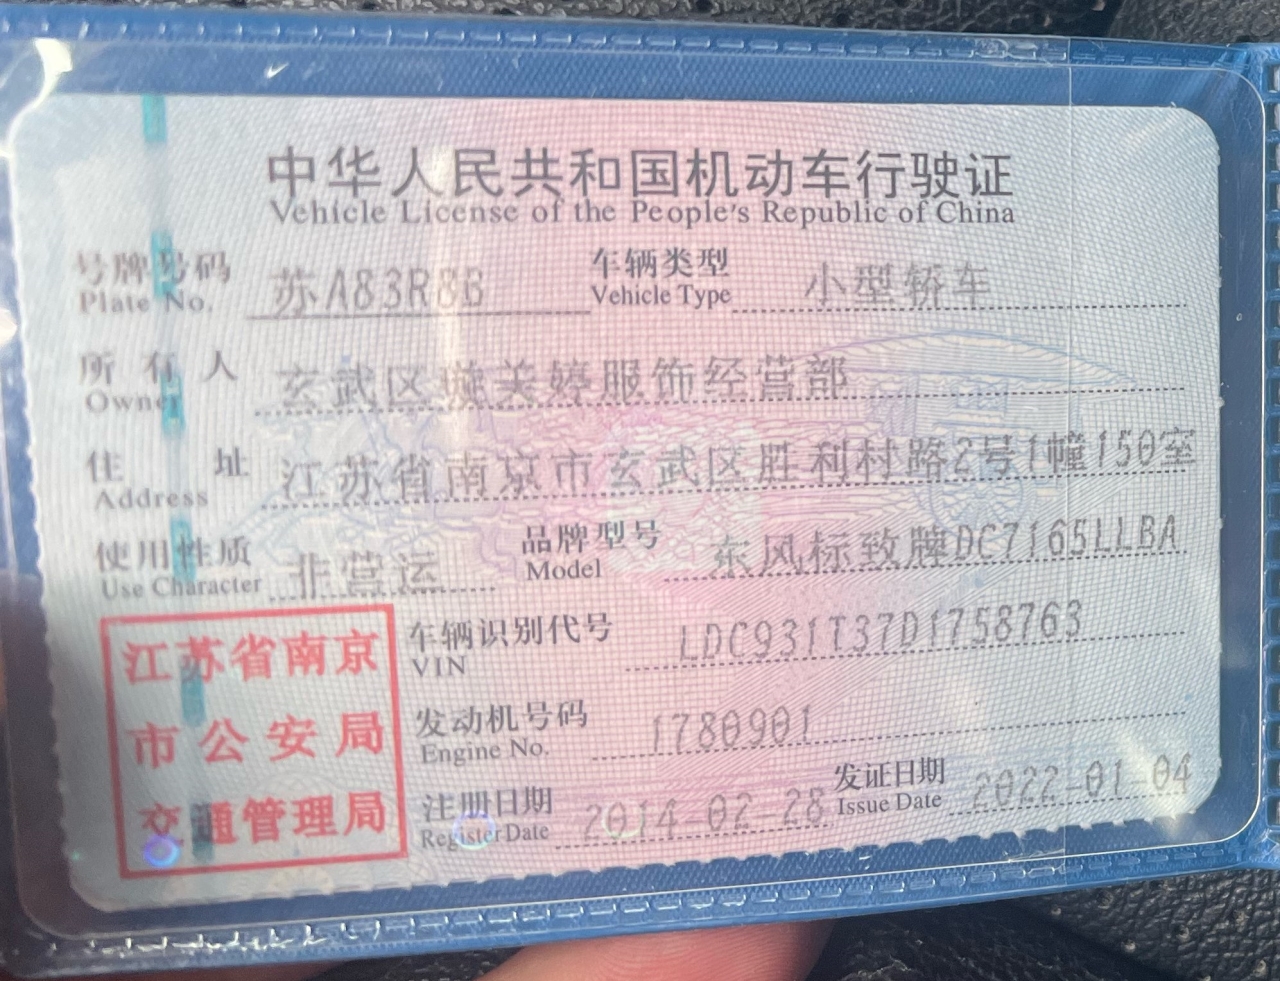 中华人民共和国机动车行驶证
Vehicle License of the People's Republic of China
号牌号码 苏A83R8B 车辆类型 小型轿车
Plate No. Vehicle Type
所有人 玄武区 美婷服饰经营部
Owner
住址 江苏省南京市玄武区胜利村路2号1幢150室
Address
使用性质 非营运 品牌型号 东风标致牌DC7165LLBA
Use Character Model
江苏省南京
市公安局
交通管理局
车辆识别代号 LDC931T37D1758763
VIN
发动机号码 1780901
Engine No.
注册日期 2014-02-28 发证日期 2022-01-04
Register Date Issue Date